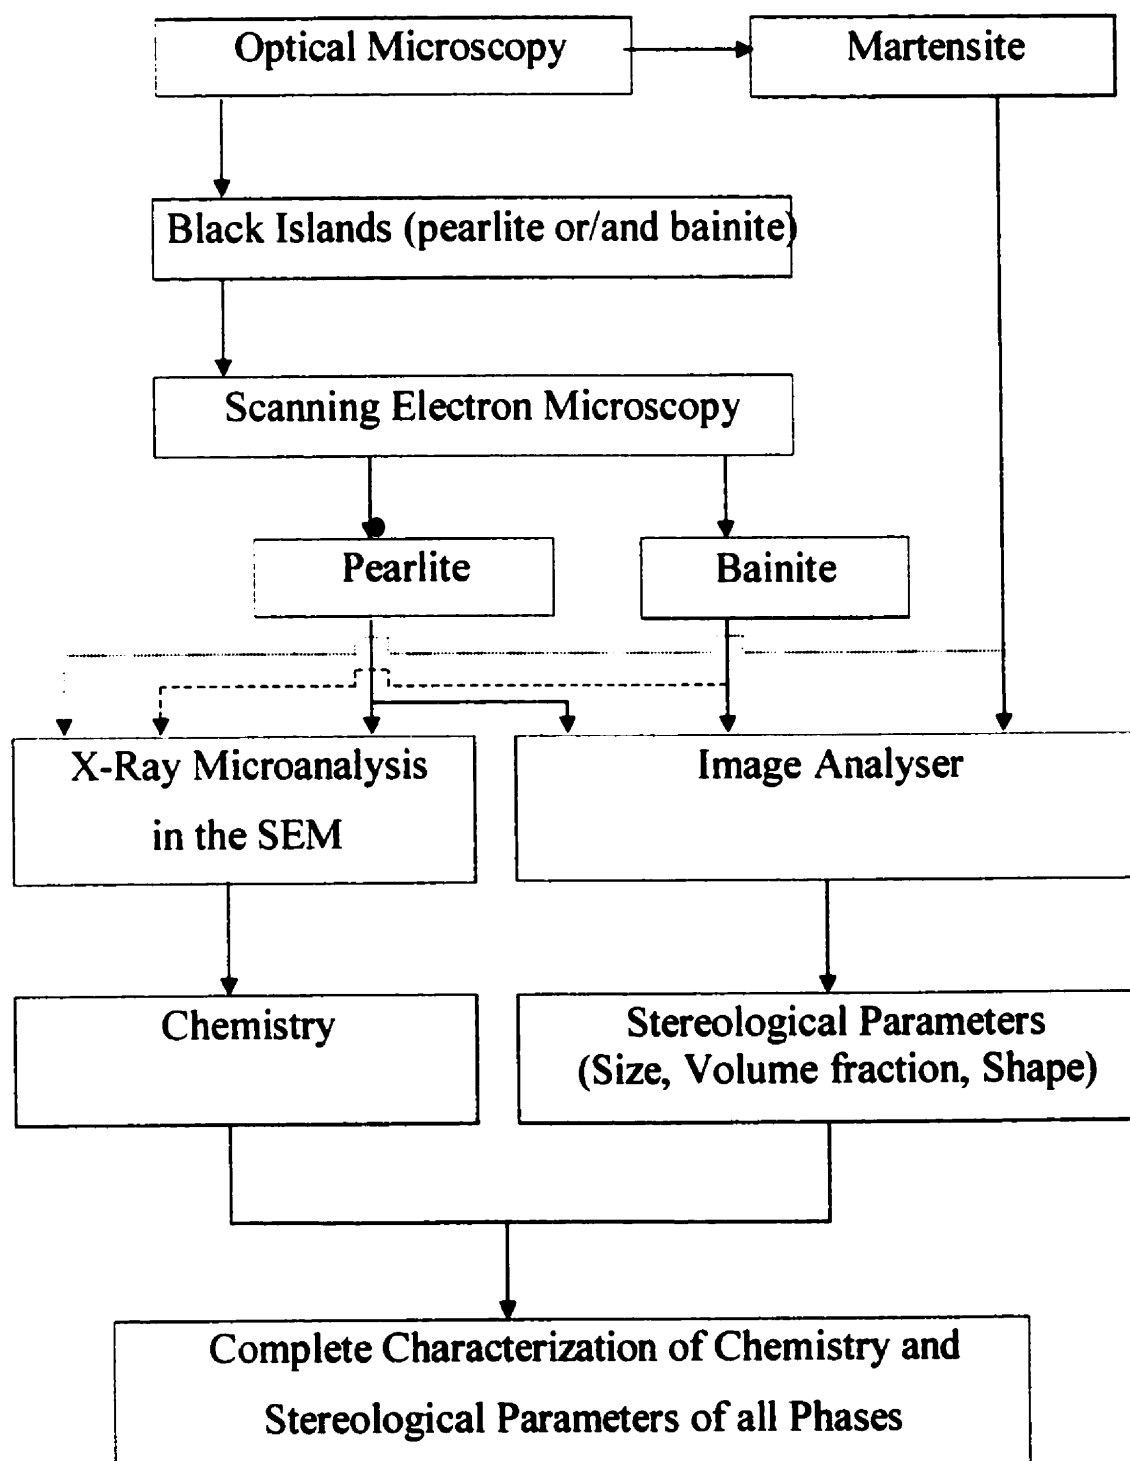 Optical Microscopy
Martensite
Black Islands (pearlite or/and bainite)
Scanning Electron Microscopy
Pearlite
Bainite
X-Ray Microanalysis
in the SEM
Image Analyser
Chemistry
Stereological Parameters
(Size, Volume fraction, Shape)
Complete Characterization of Chemistry and
Stereological Parameters of all Phases